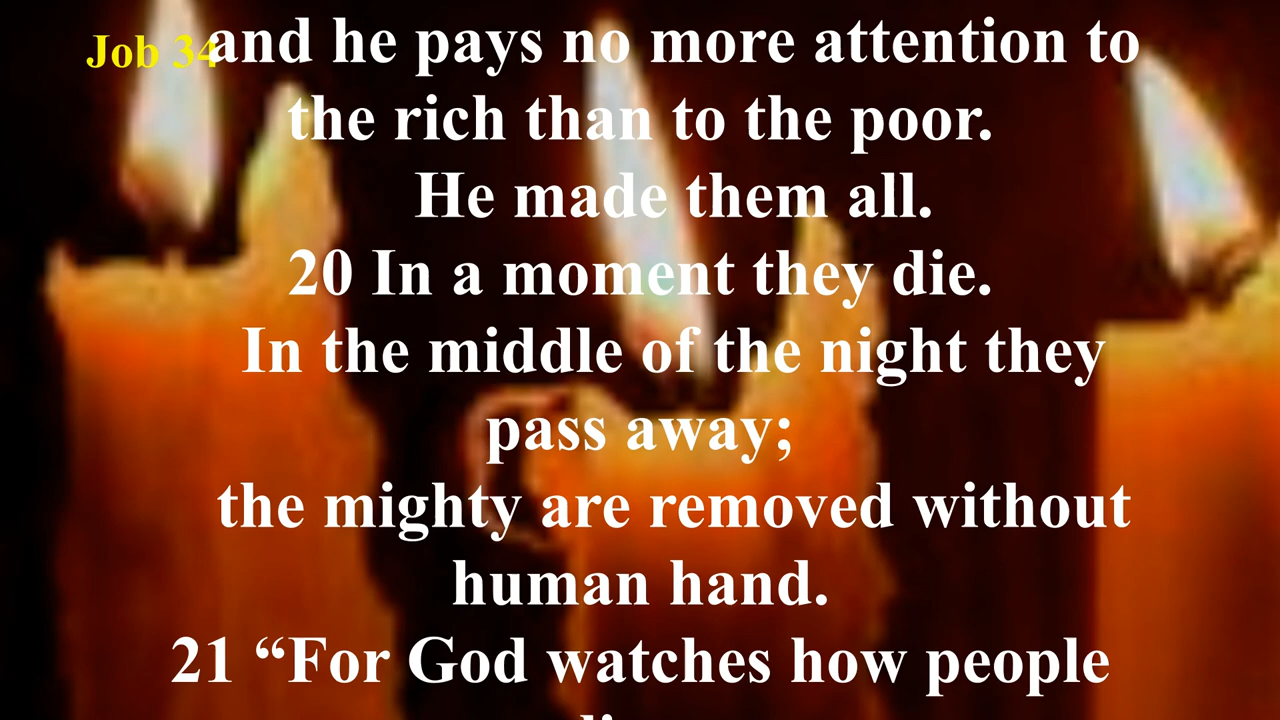 Job 34
and he pays no more attention to
the rich than to the poor.
He made them all.
20 In a moment they die.
In the middle of the night they
pass away;
the mighty are removed without
human hand.
21 “For God watches how people